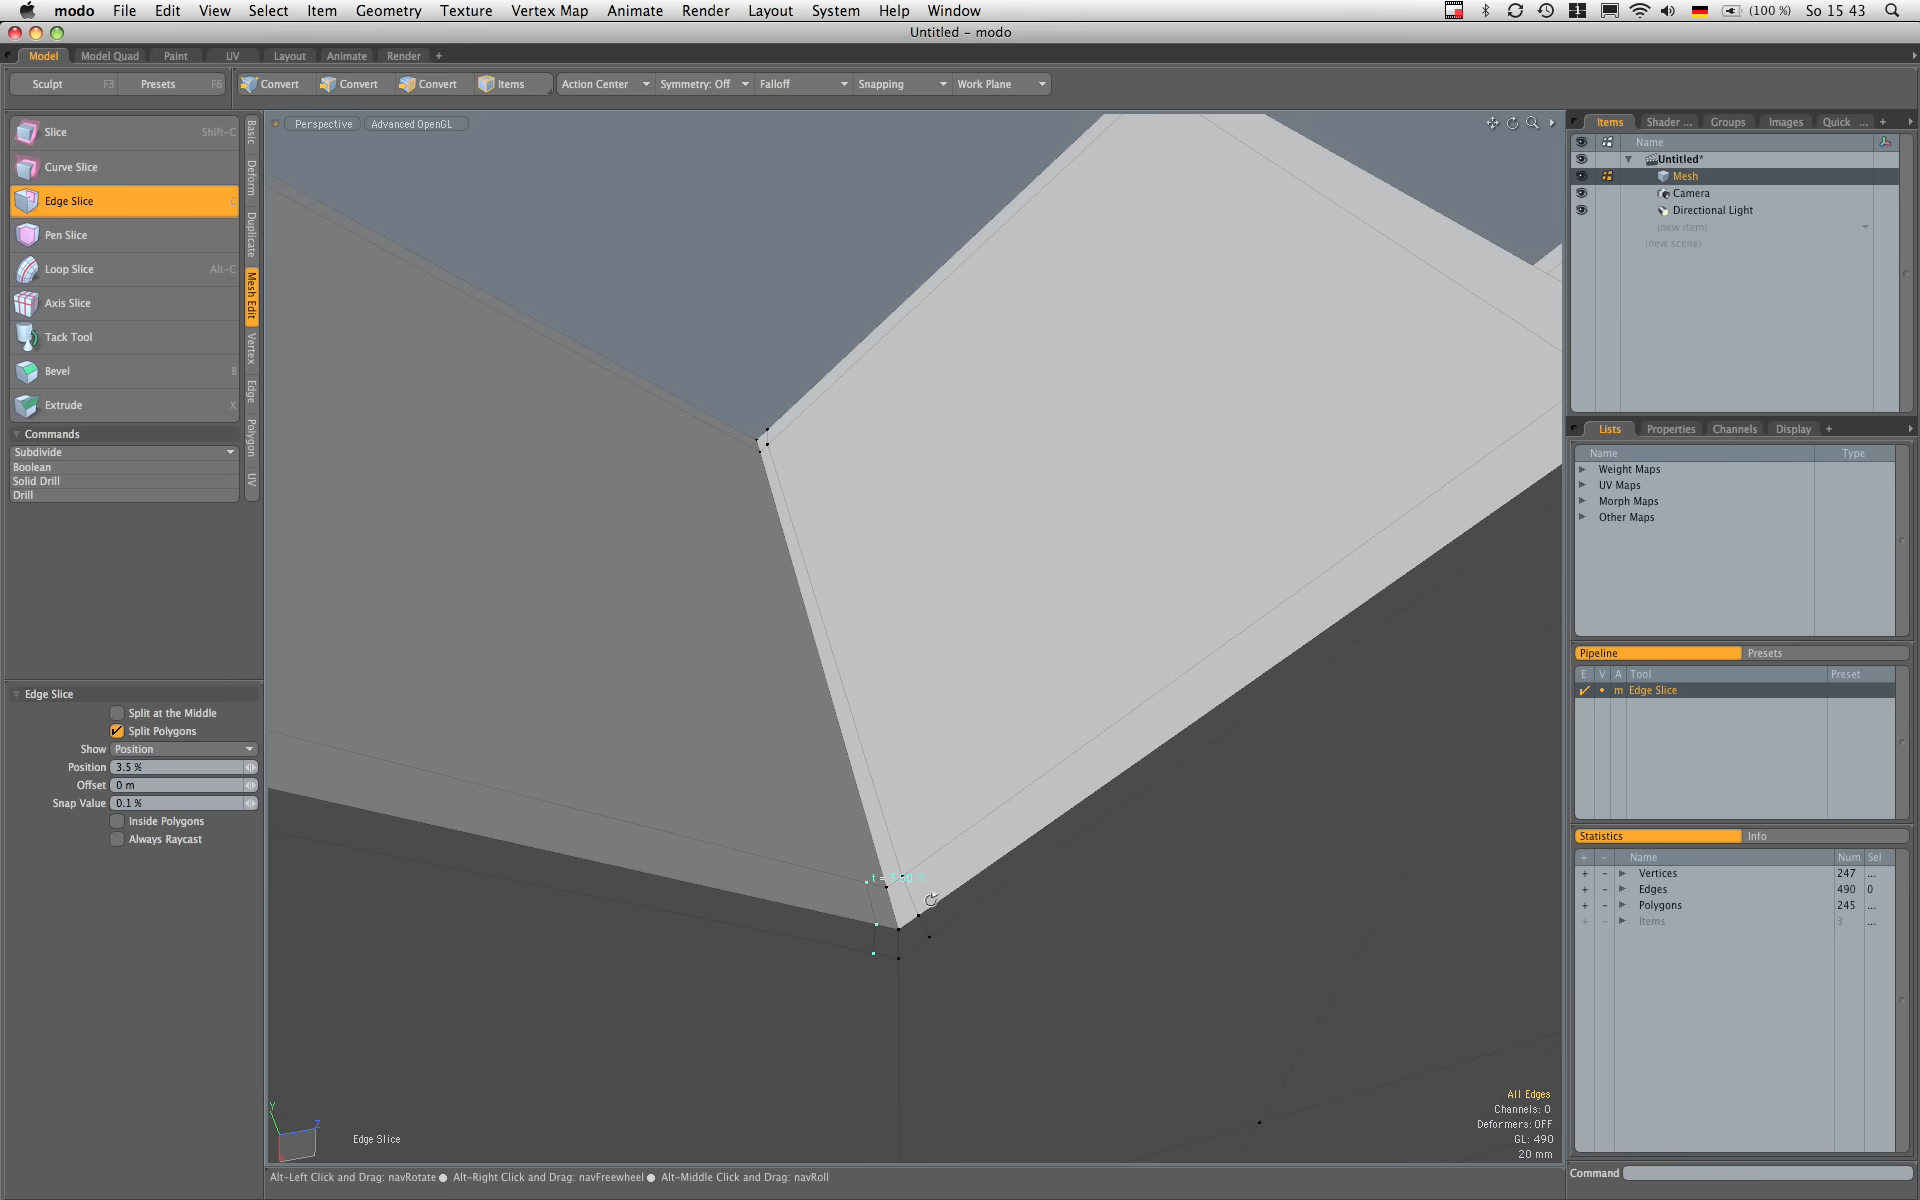 modo File Edit View Select Item Geometry Texture Vertex Map Animate Render Layout System Help Window 1 (100 %) So 15 43
Untitled – modo
Model Model Quad Paint UV Layout Animate Render +
Sculpt F3 Presets F6 Convert Convert Convert Items Action Center Symmetry: Off Falloff Snapping Work Plane
Perspective Advanced OpenGL
Slice Shift-C
Curve Slice
Edge Slice C
Pen Slice
Loop Slice Alt-C
Axis Slice
Tack Tool
Bevel B
Extrude X
Commands
Subdivide
Boolean
Solid Drill
Drill
Basic
Deform
Duplicate
Mesh Edit
Vertex
Edge
Polygon
UV
Edge Slice
Split at the Middle
Split Polygons
Show Position
Position 3.5 %
Offset 0 m
Snap Value 0.1 %
Inside Polygons
Always Raycast
Y
Z
Edge Slice
All Edges
Channels: 0
Deformers: OFF
GL: 490
20 mm
Alt-Left Click and Drag: navRotate Alt-Right Click and Drag: navFreewheel Alt-Middle Click and Drag: navRoll
Items Shader ... Groups Images Quick ... +
Name
Untitled*
Mesh
Camera
Directional Light
(new item)
(new scene)
Lists Properties Channels Display +
Name Type
Weight Maps
UV Maps
Morph Maps
Other Maps
Pipeline Presets
E V A Tool Preset
m Edge Slice
Statistics Info
+ – Name Num Sel
+ – Vertices 247 ...
+ – Edges 490 0
+ – Polygons 245 ...
+ – Items 3 ...
Command